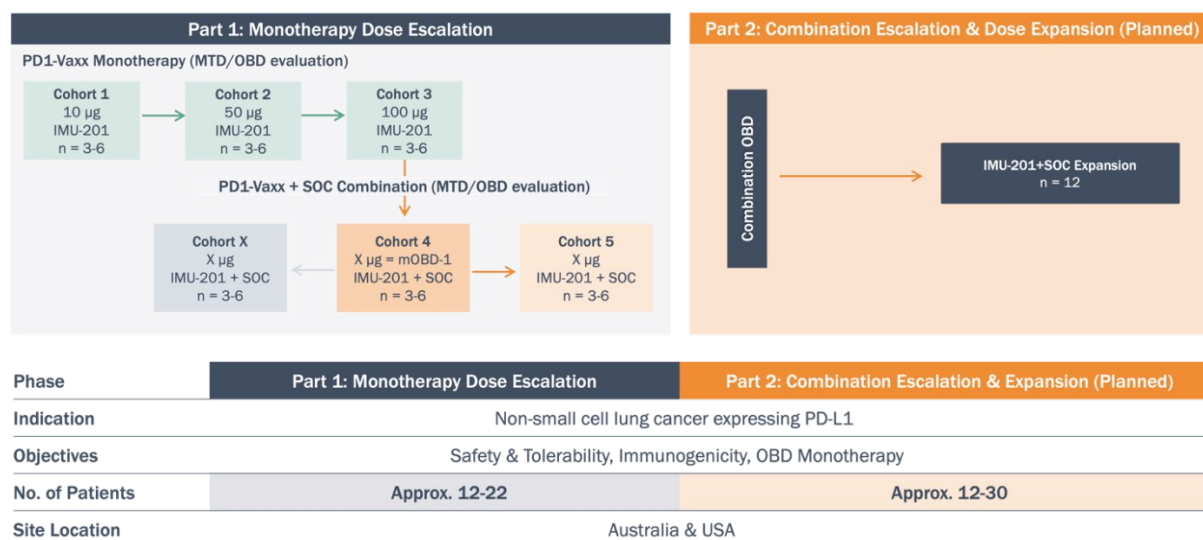 Part 1: Monotherapy Dose Escalation
PD1-Vaxx Monotherapy (MTD/OBD evaluation)
Cohort 1
10 µg
IMU-201
n = 3-6
Cohort 2
50 µg
IMU-201
n = 3-6
Cohort 3
100 µg
IMU-201
n = 3-6
PD1-Vaxx + SOC Combination (MTD/OBD evaluation)
Cohort X
X µg
IMU-201 + SOC
n = 3-6
Cohort 4
X µg = mOBD-1
IMU-201 + SOC
n = 3-6
Cohort 5
X µg
IMU-201 + SOC
n = 3-6
Part 2: Combination Escalation & Dose Expansion (Planned)
Combination OBD
IMU-201+SOC Expansion
n = 12
Phase Part 1: Monotherapy Dose Escalation Part 2: Combination Escalation & Expansion (Planned)
Indication Non-small cell lung cancer expressing PD-L1
Objectives Safety & Tolerability, Immunogenicity, OBD Monotherapy
No. of Patients Approx. 12-22 Approx. 12-30
Site Location Australia & USA